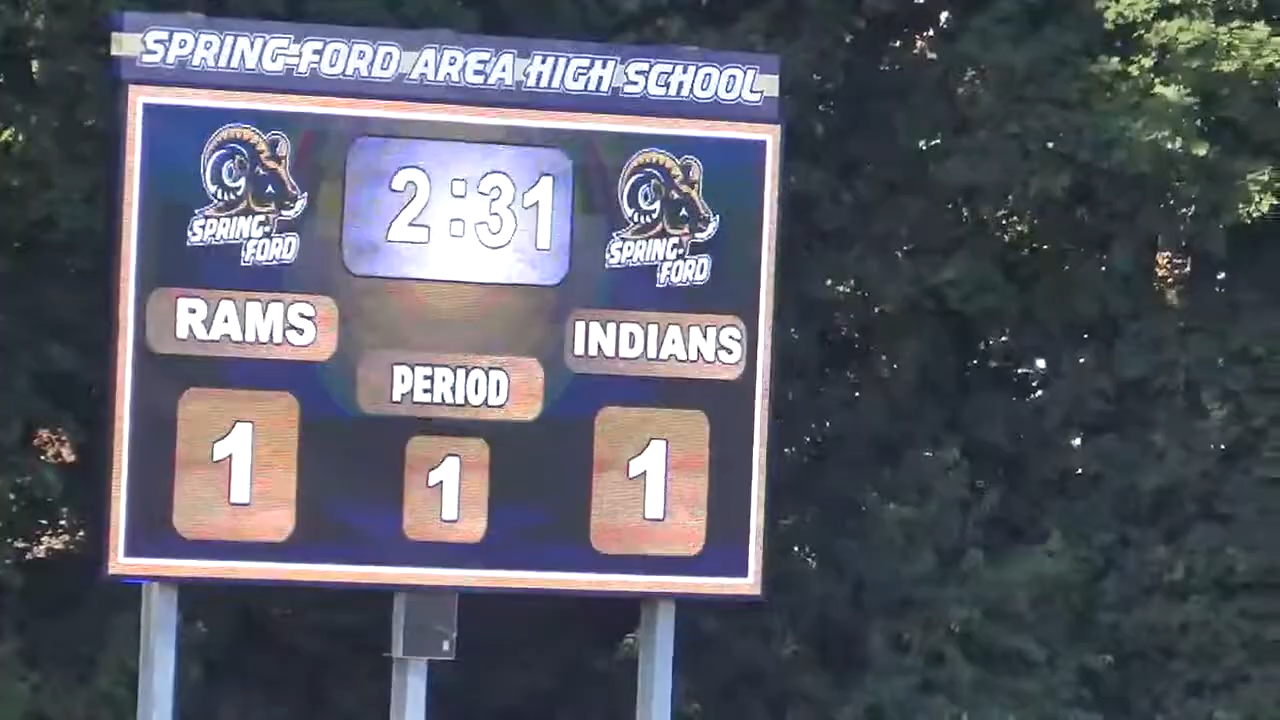 SPRING-FORD AREA HIGH SCHOOL
SPRING-
FORD
2:31
SPRING-
FORD
RAMS
INDIANS
PERIOD
1
1
1